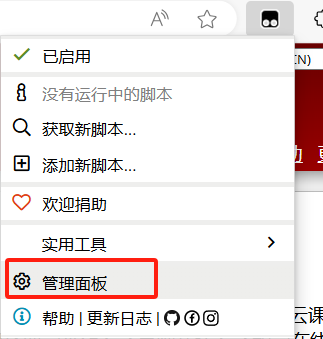 A
已启用
没有运行中的脚本
获取新脚本...
添加新脚本...
欢迎捐助
实用工具
管理面板
帮助 | 更新日志 |
N)
云课